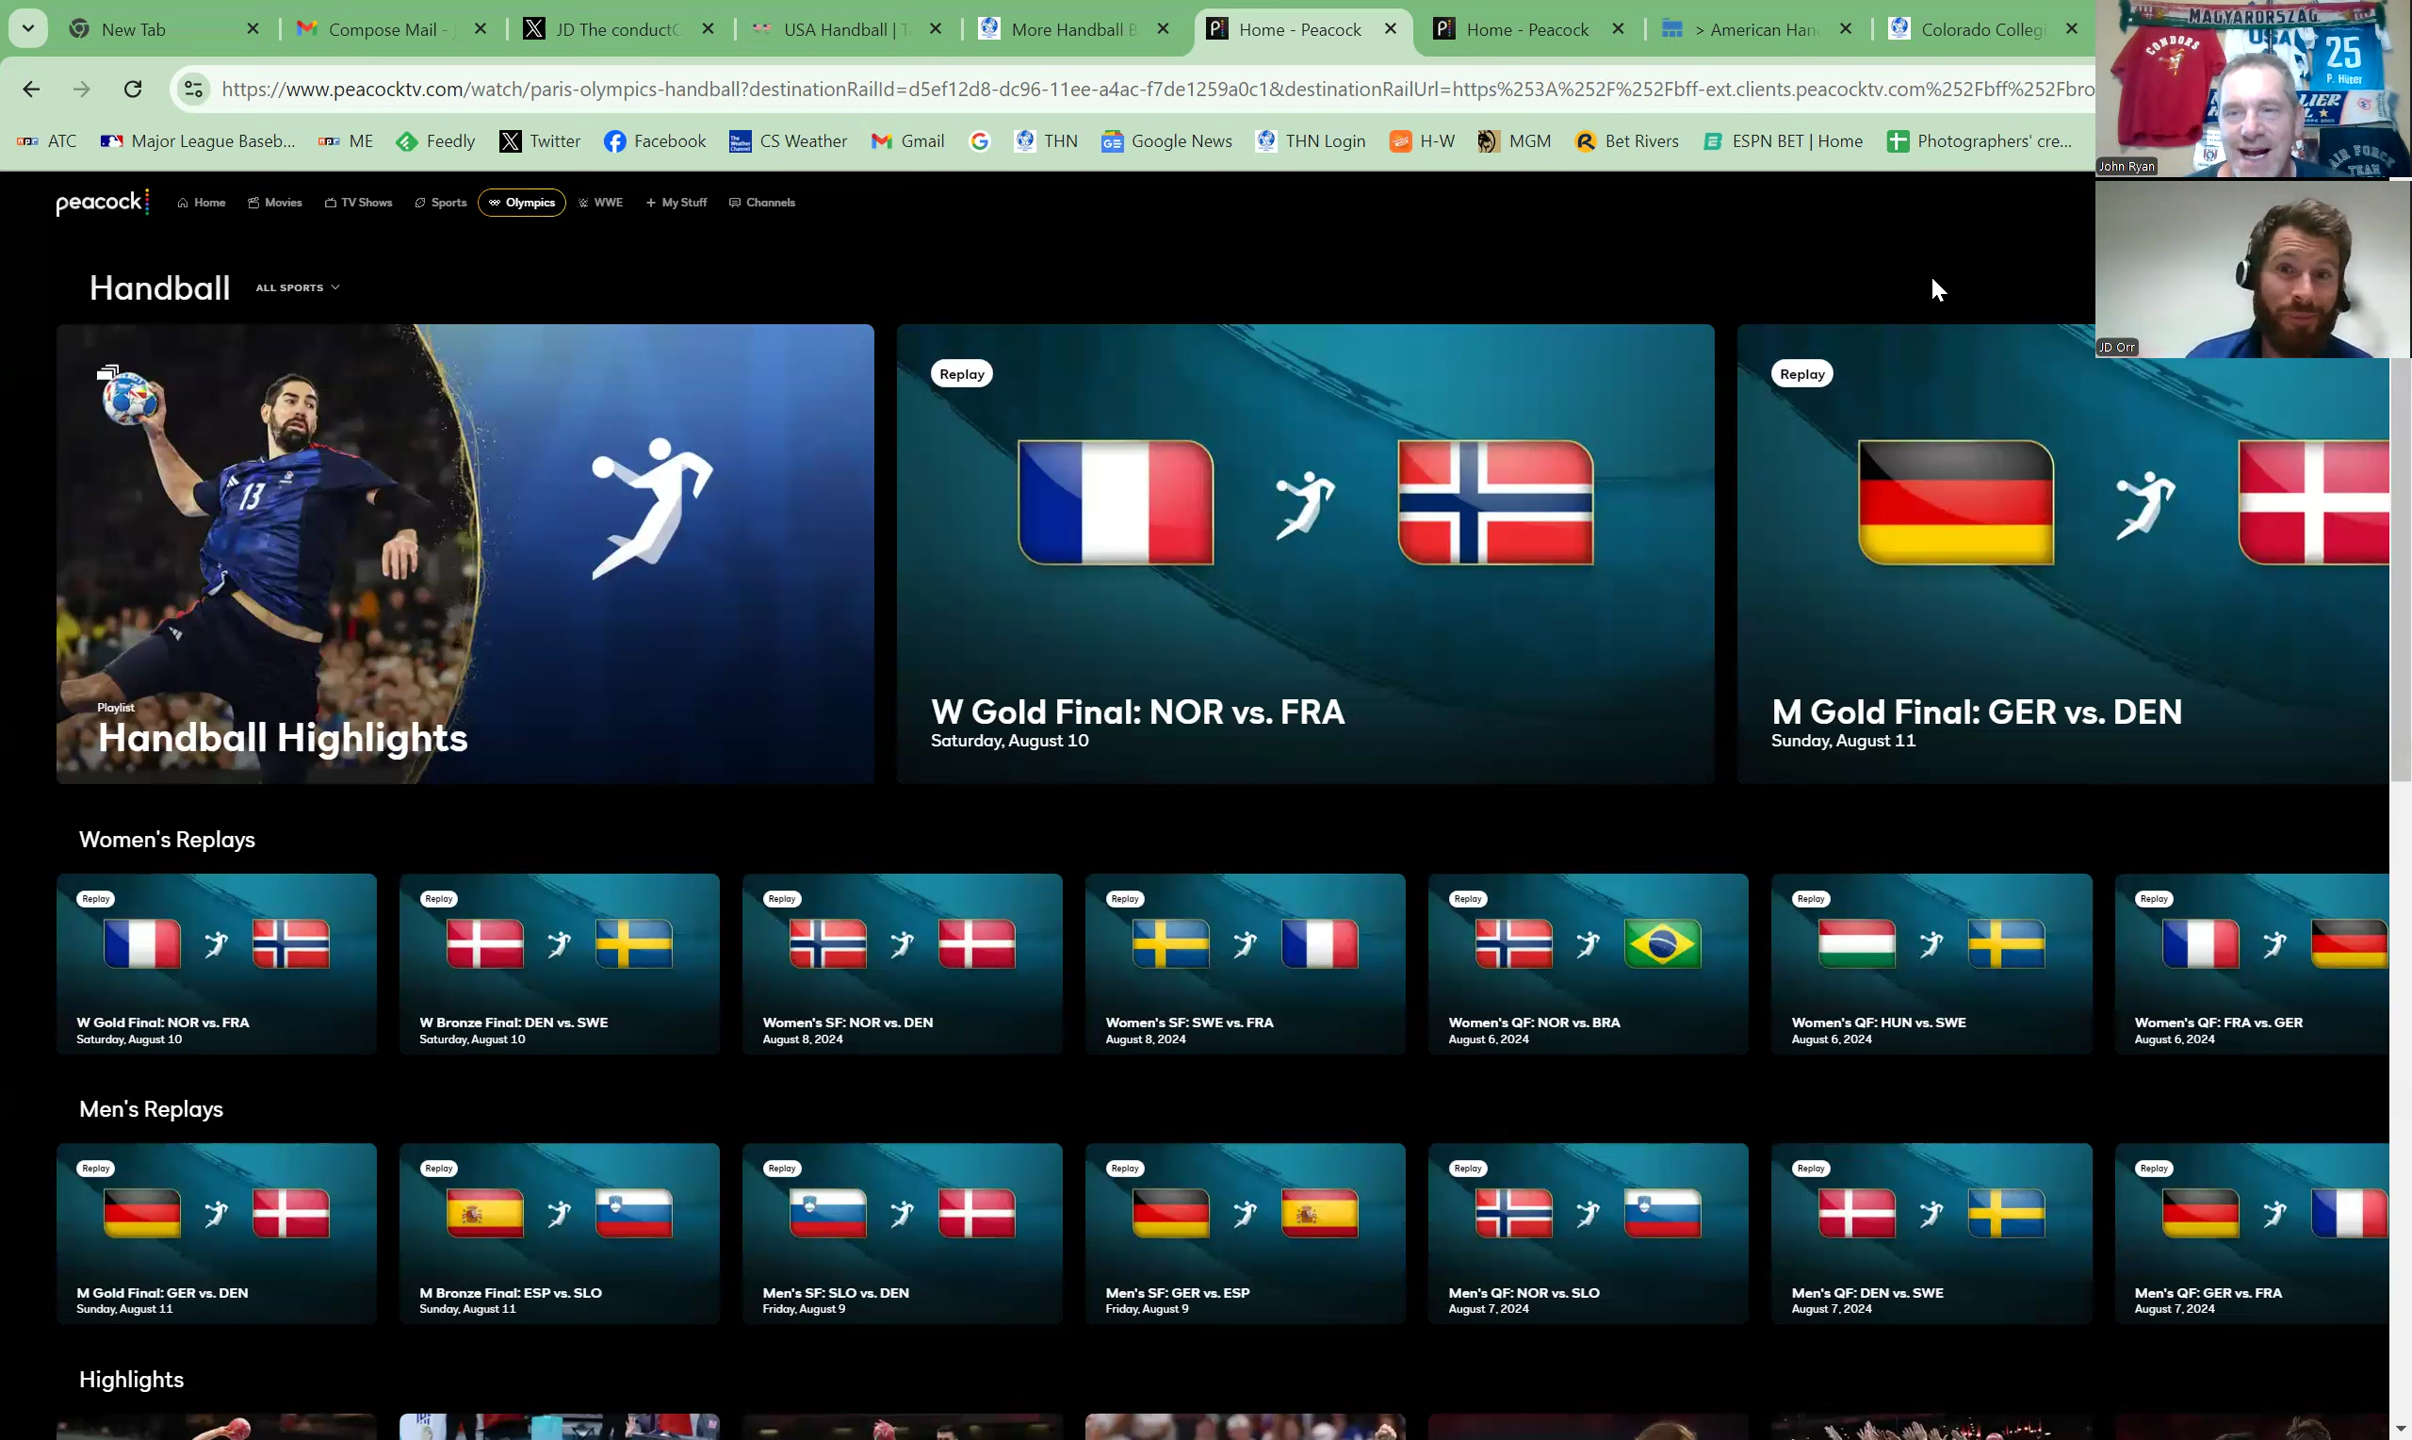 New Tab
Compose Mail -
JD The conductC
USA Handball | T
More Handball B
Home - Peacock
Home - Peacock
> American Han
Colorado Colleg
https://www.peacocktv.com/watch/paris-olympics-handball?destinationRailId=d5ef12d8-dc96-11ee-a4ac-f7de1259a0c1&destinationRailUrl=https%253A%252F%252Fbff-ext.clients.peacocktv.com%252Fbff%252Fbro
ATC
Major League Baseb...
ME
Feedly
Twitter
Facebook
CS Weather
Gmail
THN
Google News
THN Login
H-W
MGM
Bet Rivers
ESPN BET | Home
Photographers' cre...
MAGYARORSZÁG
CONDORS
USA
25
P. Hüter
LIER
AIR FORCE
TEAM
John Ryan
JD Orr
peacock
Home
Movies
TV Shows
Sports
Olympics
WWE
My Stuff
Channels
Handball
ALL SPORTS
13
Playlist
Handball Highlights
Replay
W Gold Final: NOR vs. FRA
Saturday, August 10
Replay
M Gold Final: GER vs. DEN
Sunday, August 11
Women's Replays
Replay
W Gold Final: NOR vs. FRA
Saturday, August 10
Replay
W Bronze Final: DEN vs. SWE
Saturday, August 10
Replay
Women's SF: NOR vs. DEN
August 8, 2024
Replay
Women's SF: SWE vs. FRA
August 8, 2024
Replay
Women's QF: NOR vs. BRA
August 6, 2024
Replay
Women's QF: HUN vs. SWE
August 6, 2024
Replay
Women's QF: FRA vs. GER
August 6, 2024
Men's Replays
Replay
M Gold Final: GER vs. DEN
Sunday, August 11
Replay
M Bronze Final: ESP vs. SLO
Sunday, August 11
Replay
Men's SF: SLO vs. DEN
Friday, August 9
Replay
Men's SF: GER vs. ESP
Friday, August 9
Replay
Men's QF: NOR vs. SLO
August 7, 2024
Replay
Men's QF: DEN vs. SWE
August 7, 2024
Replay
Men's QF: GER vs. FRA
August 7, 2024
Highlights